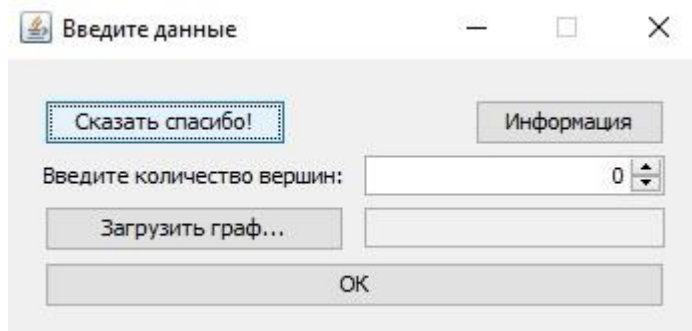 Введите данные
Сказать спасибо! Информация
Введите количество вершин: 0
Загрузить граф...
OK